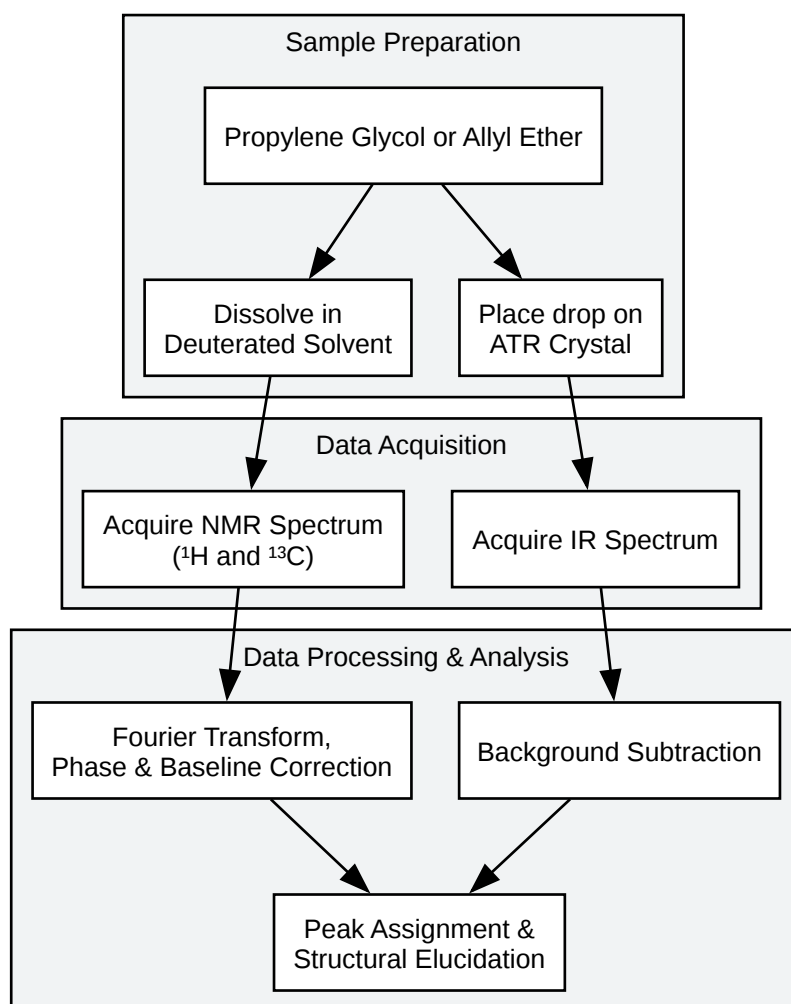 Sample Preparation
Propylene Glycol or Allyl Ether
Dissolve in
Deuterated Solvent
Place drop on
ATR Crystal
Data Acquisition
Acquire NMR Spectrum
(¹H and ¹³C)
Acquire IR Spectrum
Data Processing & Analysis
Fourier Transform,
Phase & Baseline Correction
Background Subtraction
Peak Assignment &
Structural Elucidation